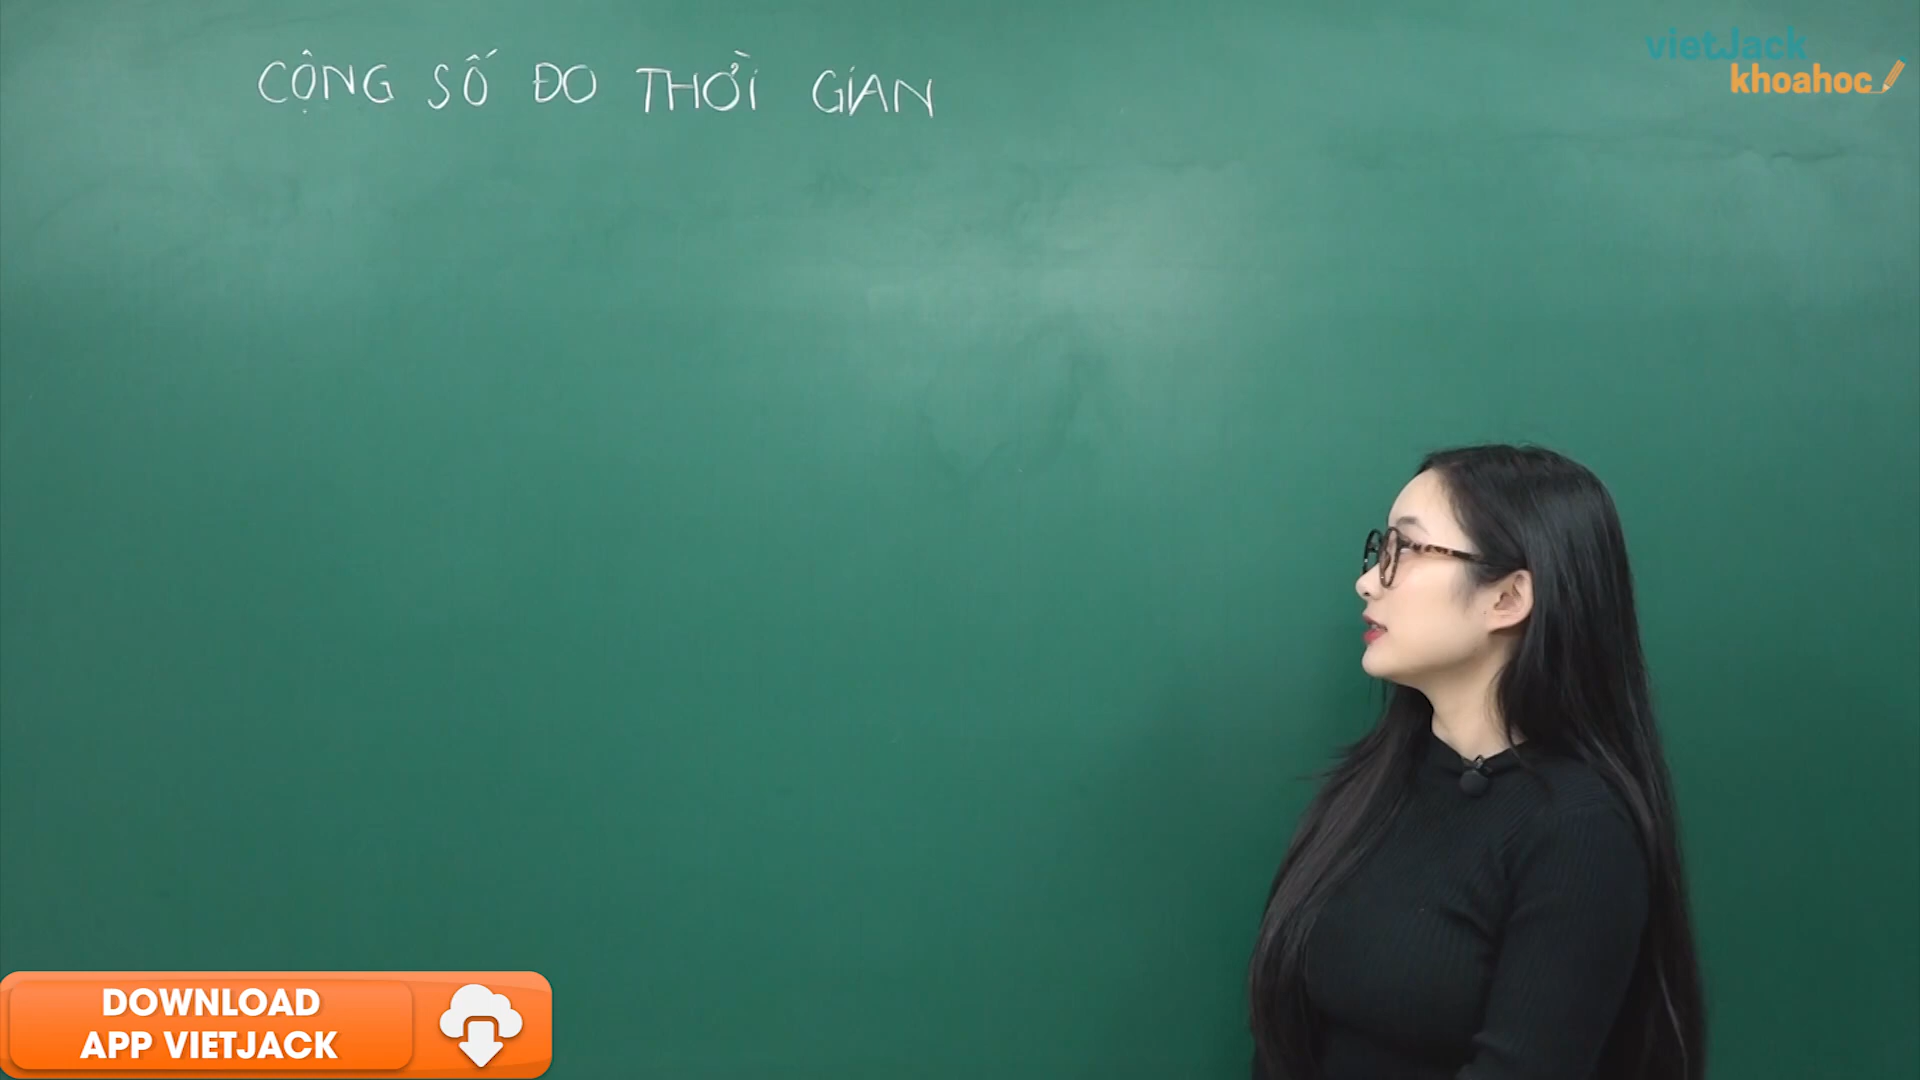 CỘNG SỐ ĐO THỜI GIAN
vietJack
khoahoc
DOWNLOAD
APP VIETJACK